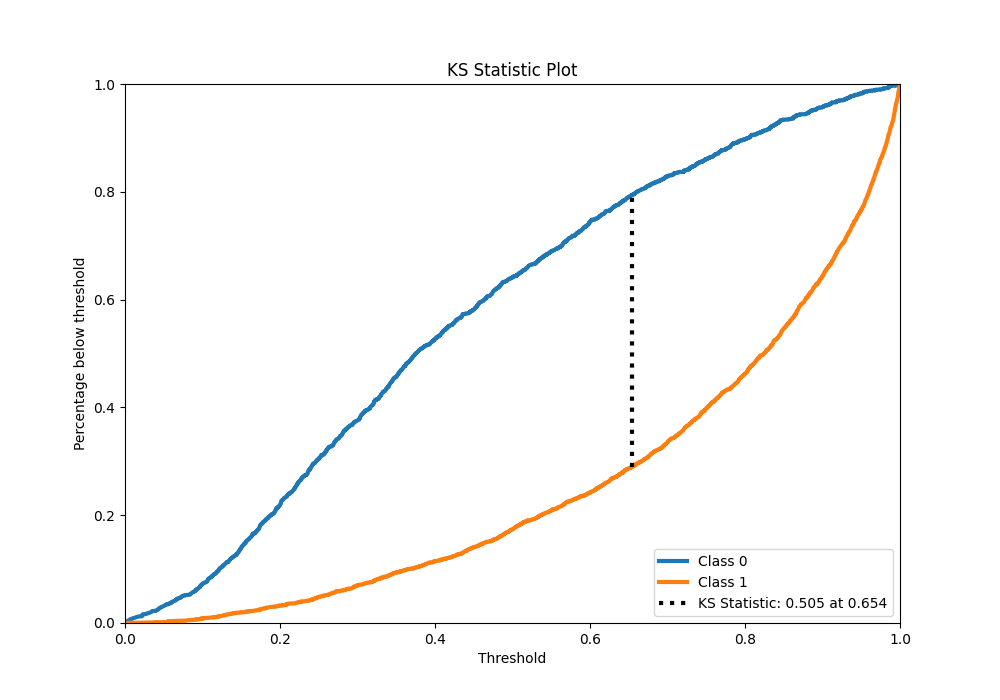 KS Statistic Plot
1.0
0.8
0.6
0.4
0.2
0.0
Percentage below threshold
0.0 0.2 0.4 0.6 0.8 1.0
Threshold
Class 0
Class 1
KS Statistic: 0.505 at 0.654